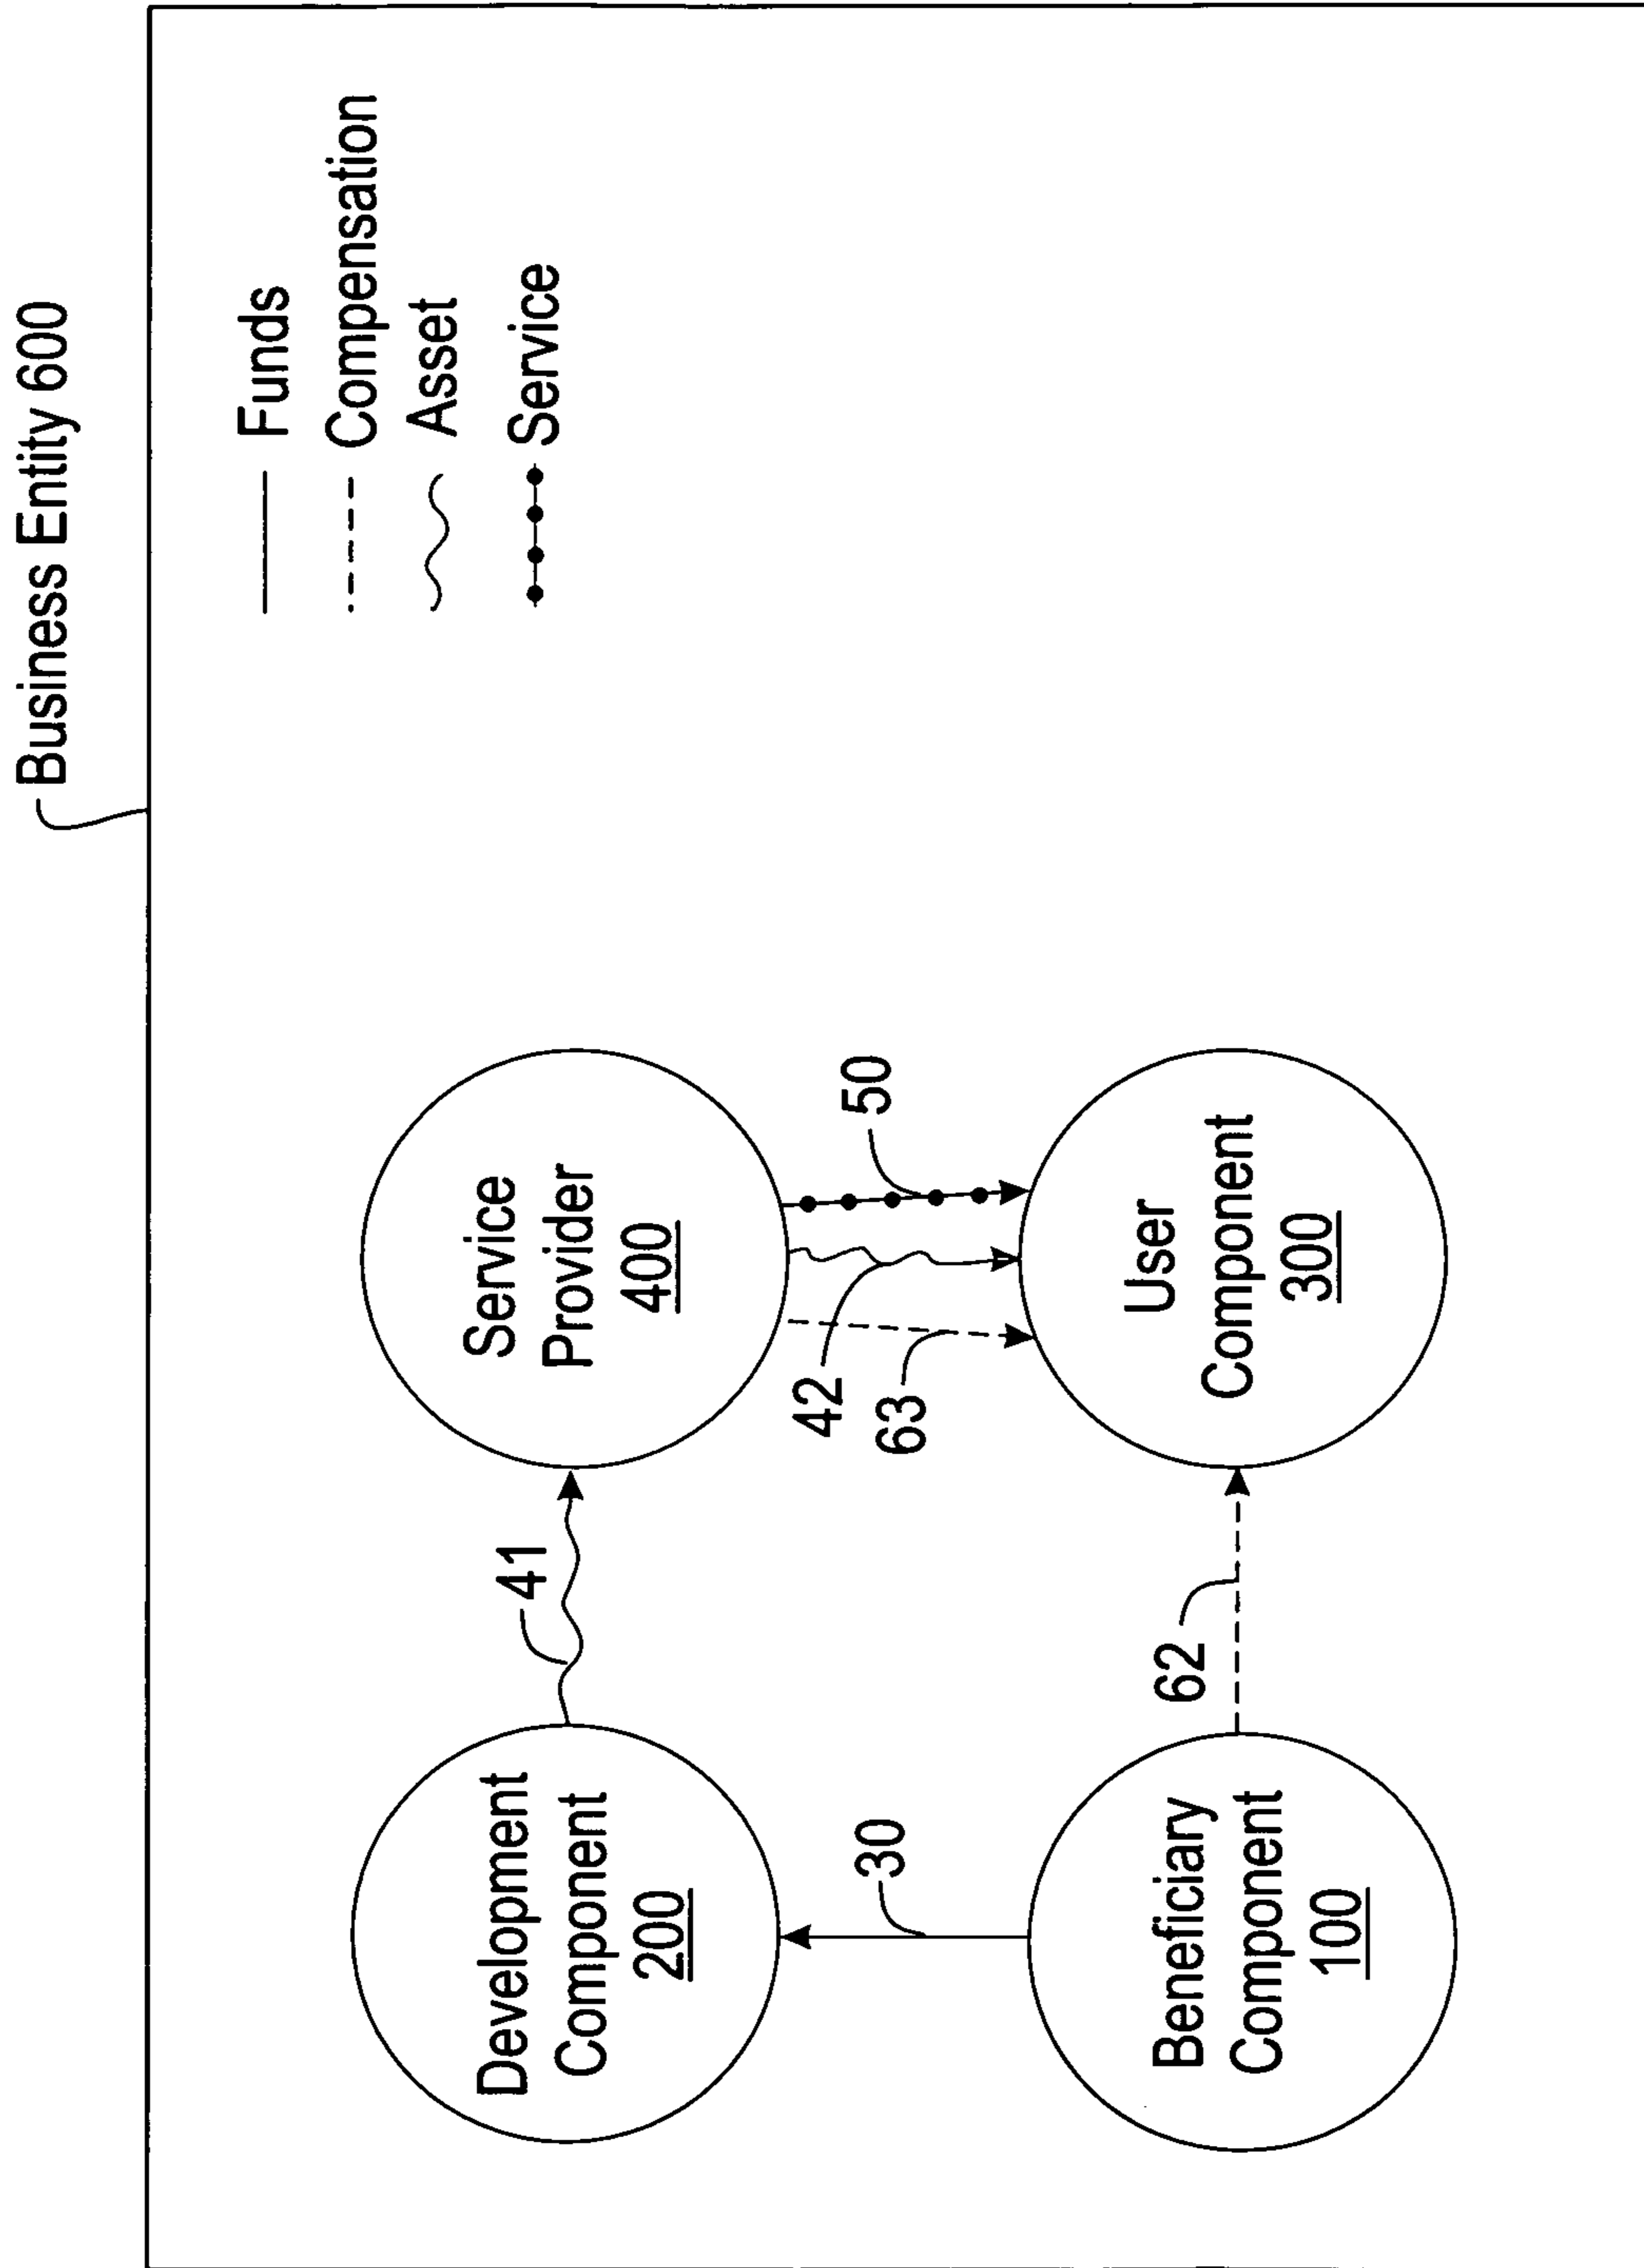 Business Entity 600
Funds
Compensation
Asset
Service
Development
Component
200
41
Service
Provider
400
30
42
63
50
Beneficiary
Component
100
62
User
Component
300